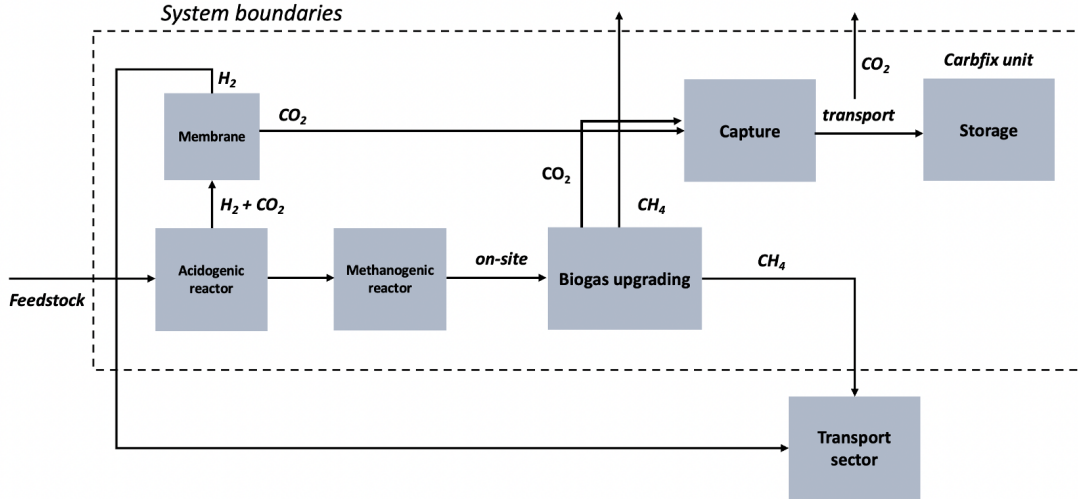 System boundaries
H2
CO2
Carbfix unit
Membrane
CO2
transport
Capture
Storage
CO2
H2 + CO2
CH4
Acidogenic
reactor
Methanogenic
reactor
on-site
Biogas upgrading
CH4
Feedstock
Transport
sector